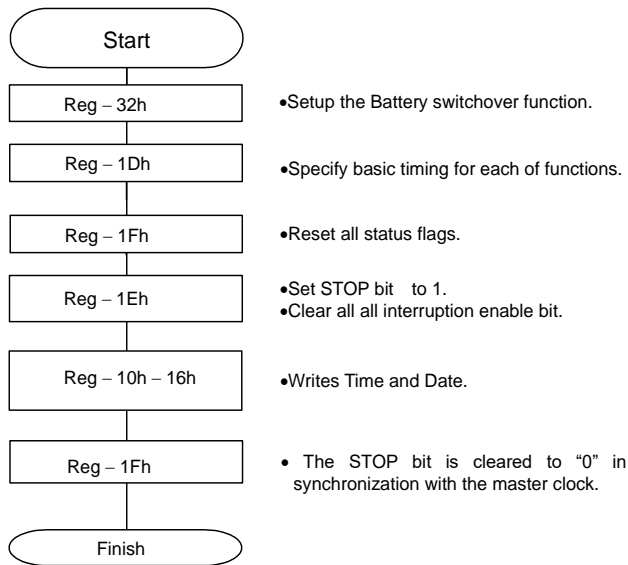 Start
Reg – 32h
•Setup the Battery switchover function.
Reg – 1Dh
•Specify basic timing for each of functions.
Reg – 1Fh
•Reset all status flags.
Reg – 1Eh
•Set STOP bit to 1.
•Clear all all interruption enable bit.
Reg – 10h – 16h
•Writes Time and Date.
Reg – 1Fh
• The STOP bit is cleared to “0” in
synchronization with the master clock.
Finish